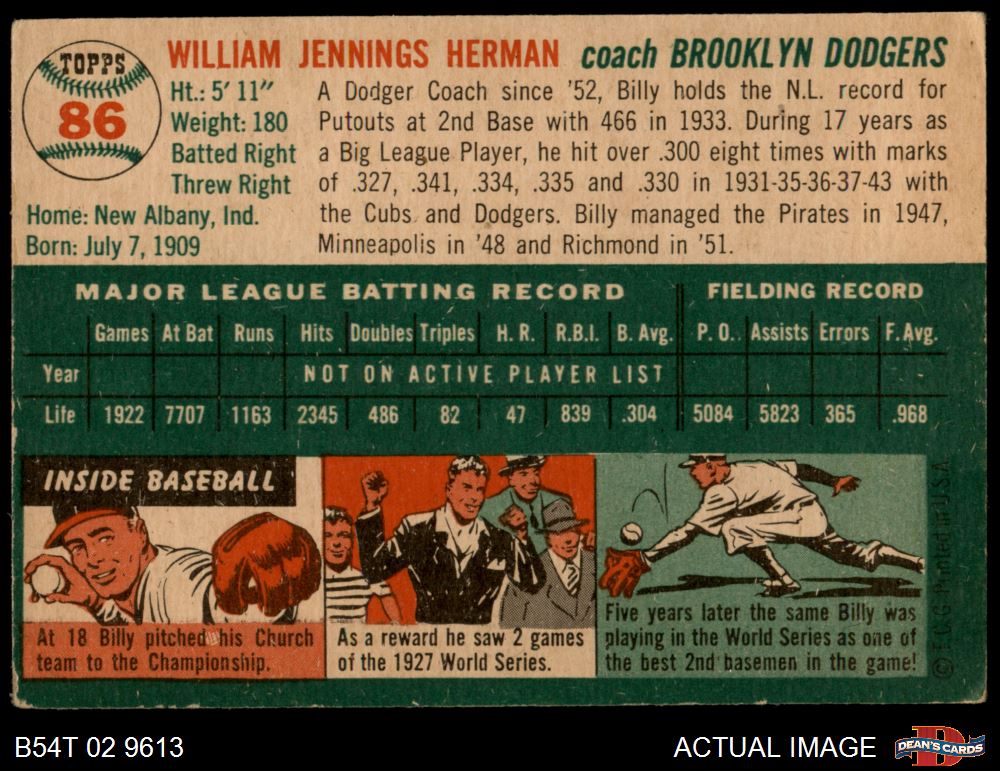 TOPPS
86
WILLIAM JENNINGS HERMAN coach BROOKLYN DODGERS
Ht.: 5' 11"
Weight: 180
Batted Right
Threw Right
Home: New Albany, Ind.
Born: July 7, 1909
A Dodger Coach since '52, Billy holds the N.L. record for
Putouts at 2nd Base with 466 in 1933. During 17 years as
a Big League Player, he hit over .300 eight times with marks
of .327, .341, .334, .335 and .330 in 1931-35-36-37-43 with
the Cubs and Dodgers. Billy managed the Pirates in 1947,
Minneapolis in '48 and Richmond in '51.
MAJOR LEAGUE BATTING RECORD FIELDING RECORD
Games At Bat Runs Hits Doubles Triples H. R. R.B.I. B. Avg. P. O. Assists Errors F. Avg.
Year NOT ON ACTIVE PLAYER LIST
Life 1922 7707 1163 2345 486 82 47 839 .304 5084 5823 365 .968
INSIDE BASEBALL
At 18 Billy pitched his Church
team to the Championship.
As a reward he saw 2 games
of the 1927 World Series.
Five years later the same Billy was
playing in the World Series as one of
the best 2nd basemen in the game!
© T. C. G. Printed in U.S.A.
B54T 02 9613
ACTUAL IMAGE
D
DEAN'S CARDS